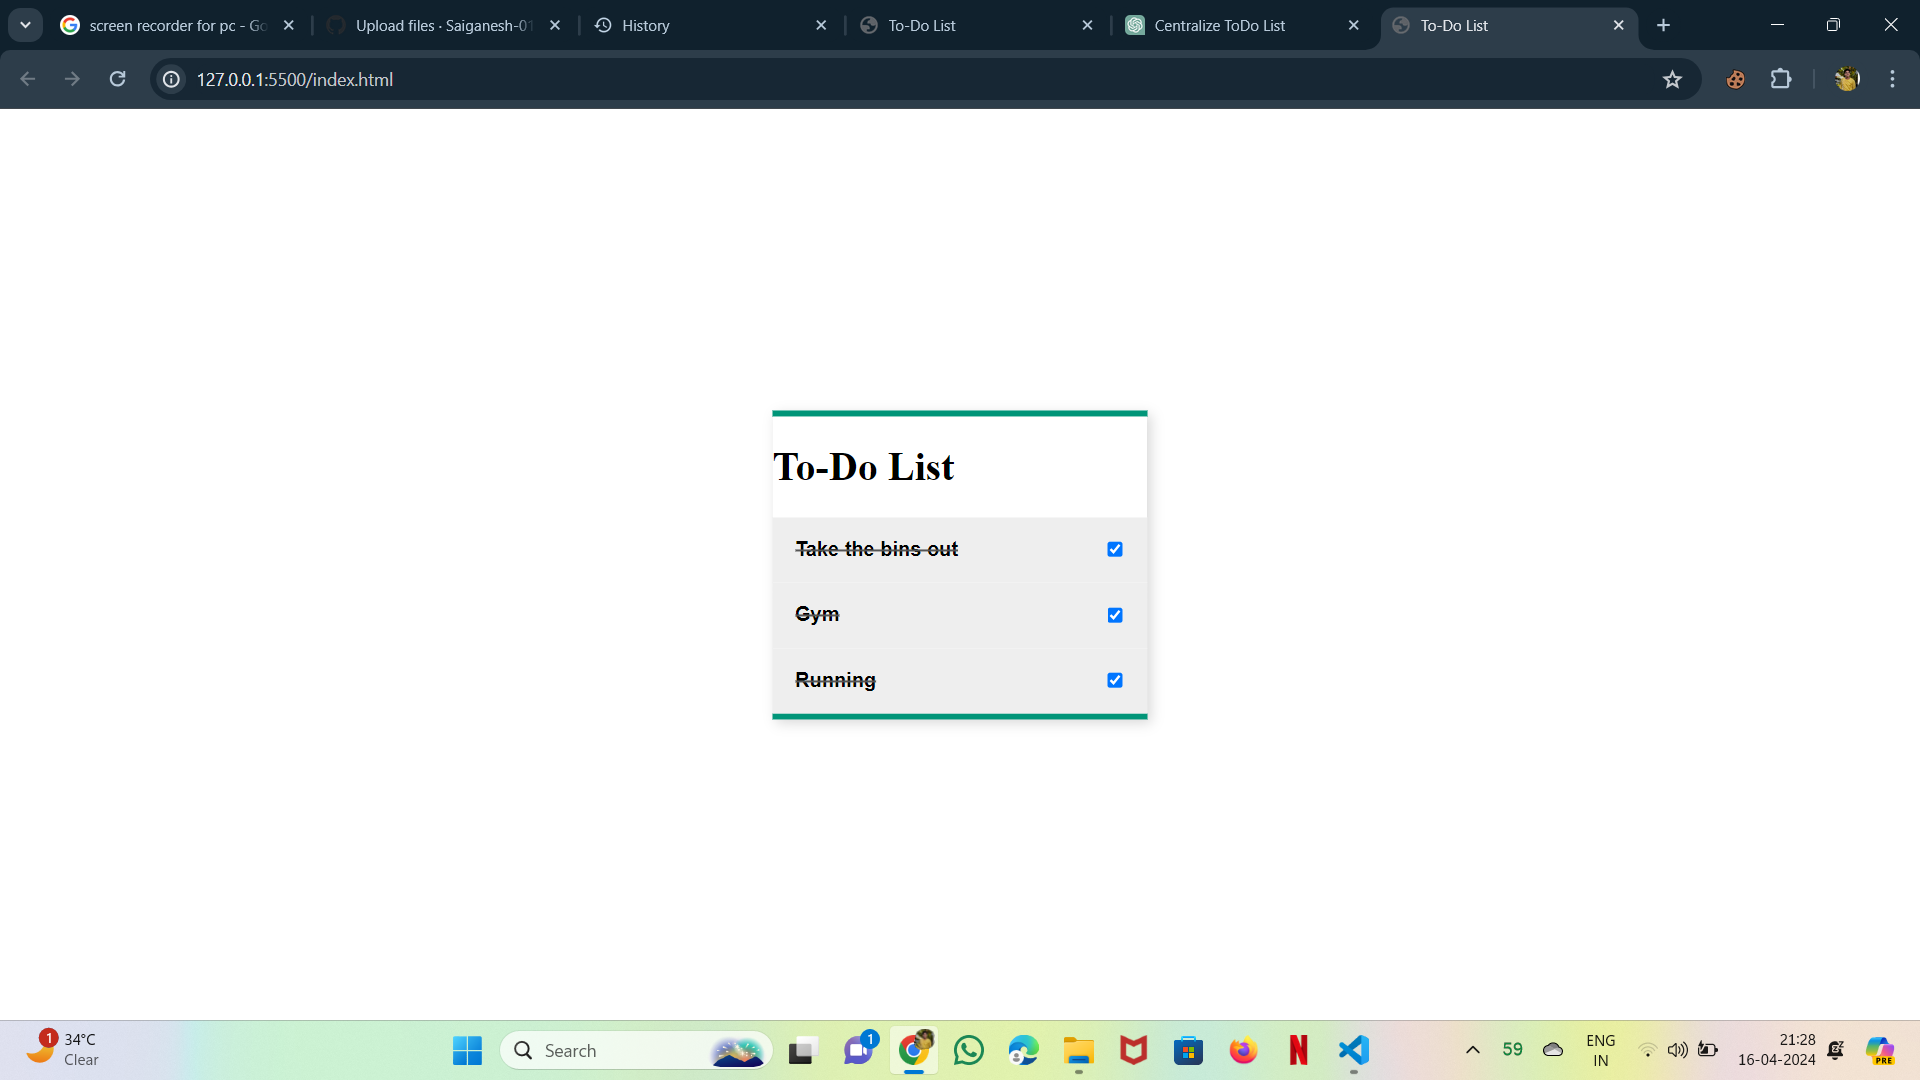 screen recorder for pc - Go
Upload files · Saiganesh-01
History
To-Do List
Centralize ToDo List
To-Do List
127.0.0.1:5500/index.html
To-Do List
Take the bins out
Gym
Running
1
34°C
Clear
Search
1
59
ENG
IN
21:28
16-04-2024
PRE